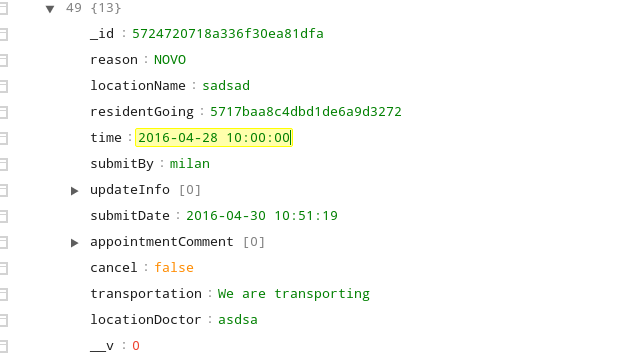 ▼ 49 {13}
_id : 5724720718a336f30ea81dfa
reason : NOVO
locationName : sadsad
residentGoing : 5717baa8c4dbd1de6a9d3272
time : 2016-04-28 10:00:00
submitBy : milan
▶ updateInfo [0]
submitDate : 2016-04-30 10:51:19
▶ appointmentComment [0]
cancel : false
transportation : We are transporting
locationDoctor : asdsa
__v : 0